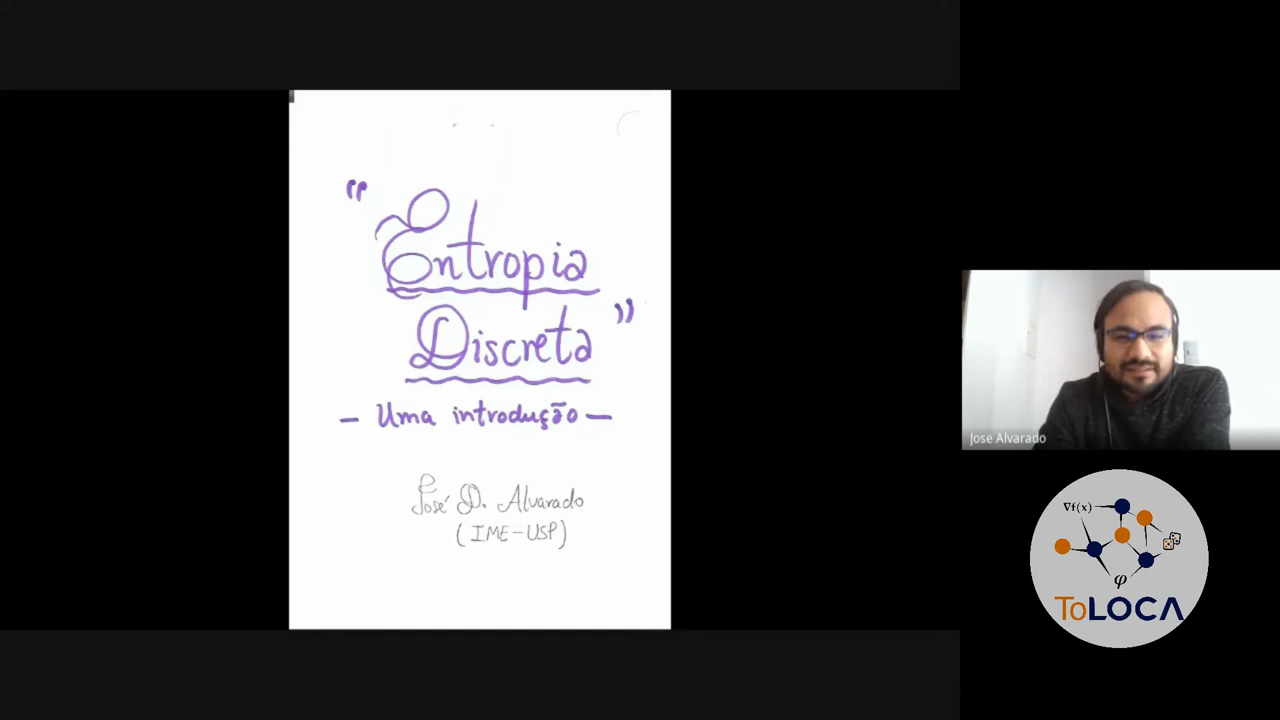 "Entropia
Discreta"
— Uma introdução —
José D. Alvarado
(IME-USP)
Jose Alvarado
∇f(x)
φ
ToLOCA